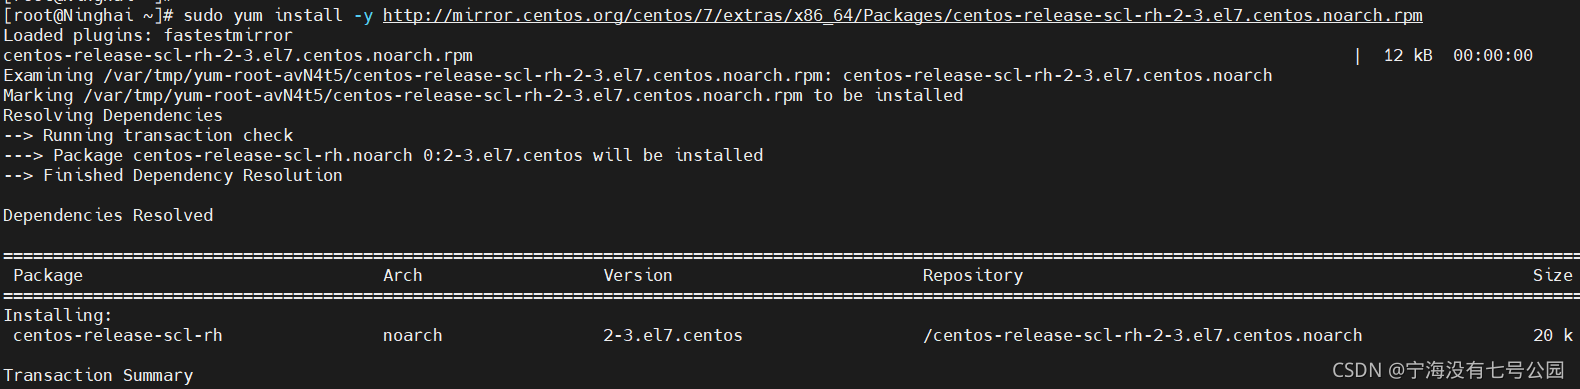 [root@Ninghai ~]#
[root@Ninghai ~]# sudo yum install -y http://mirror.centos.org/centos/7/extras/x86_64/Packages/centos-release-scl-rh-2-3.el7.centos.noarch.rpm
Loaded plugins: fastestmirror
centos-release-scl-rh-2-3.el7.centos.noarch.rpm | 12 kB 00:00:00
Examining /var/tmp/yum-root-avN4t5/centos-release-scl-rh-2-3.el7.centos.noarch.rpm: centos-release-scl-rh-2-3.el7.centos.noarch
Marking /var/tmp/yum-root-avN4t5/centos-release-scl-rh-2-3.el7.centos.noarch.rpm to be installed
Resolving Dependencies
--> Running transaction check
---> Package centos-release-scl-rh.noarch 0:2-3.el7.centos will be installed
--> Finished Dependency Resolution
Dependencies Resolved
Package Arch Version Repository Size
Installing:
centos-release-scl-rh noarch 2-3.el7.centos /centos-release-scl-rh-2-3.el7.centos.noarch 20 k
Transaction Summary
CSDN @宁海没有七号公园